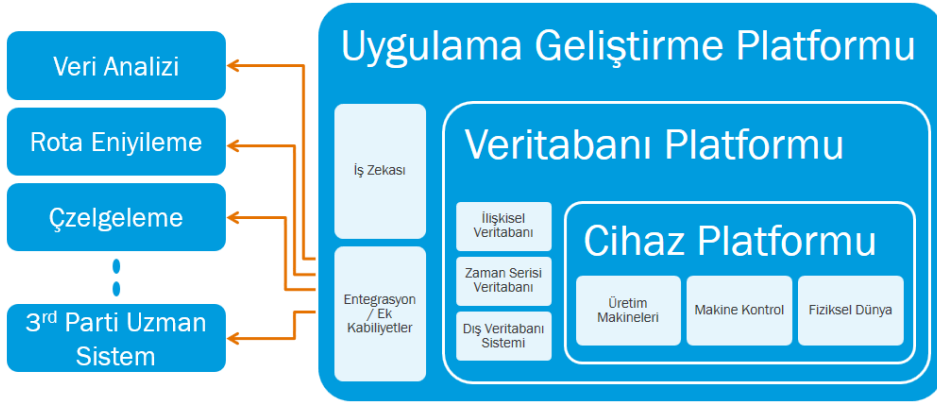 Veri Analizi
Rota Eniyileme
Çzelgeleme
3rd Parti Uzman
Sistem
Uygulama Geliştirme Platformu
İş Zekası
Entegrasyon
/ Ek
Kabiliyetler
Veritabanı Platformu
İlişkisel
Veritabanı
Zaman Serisi
Veritabanı
Dış Veritabanı
Sistemi
Cihaz Platformu
Üretim
Makineleri
Makine Kontrol
Fiziksel Dünya